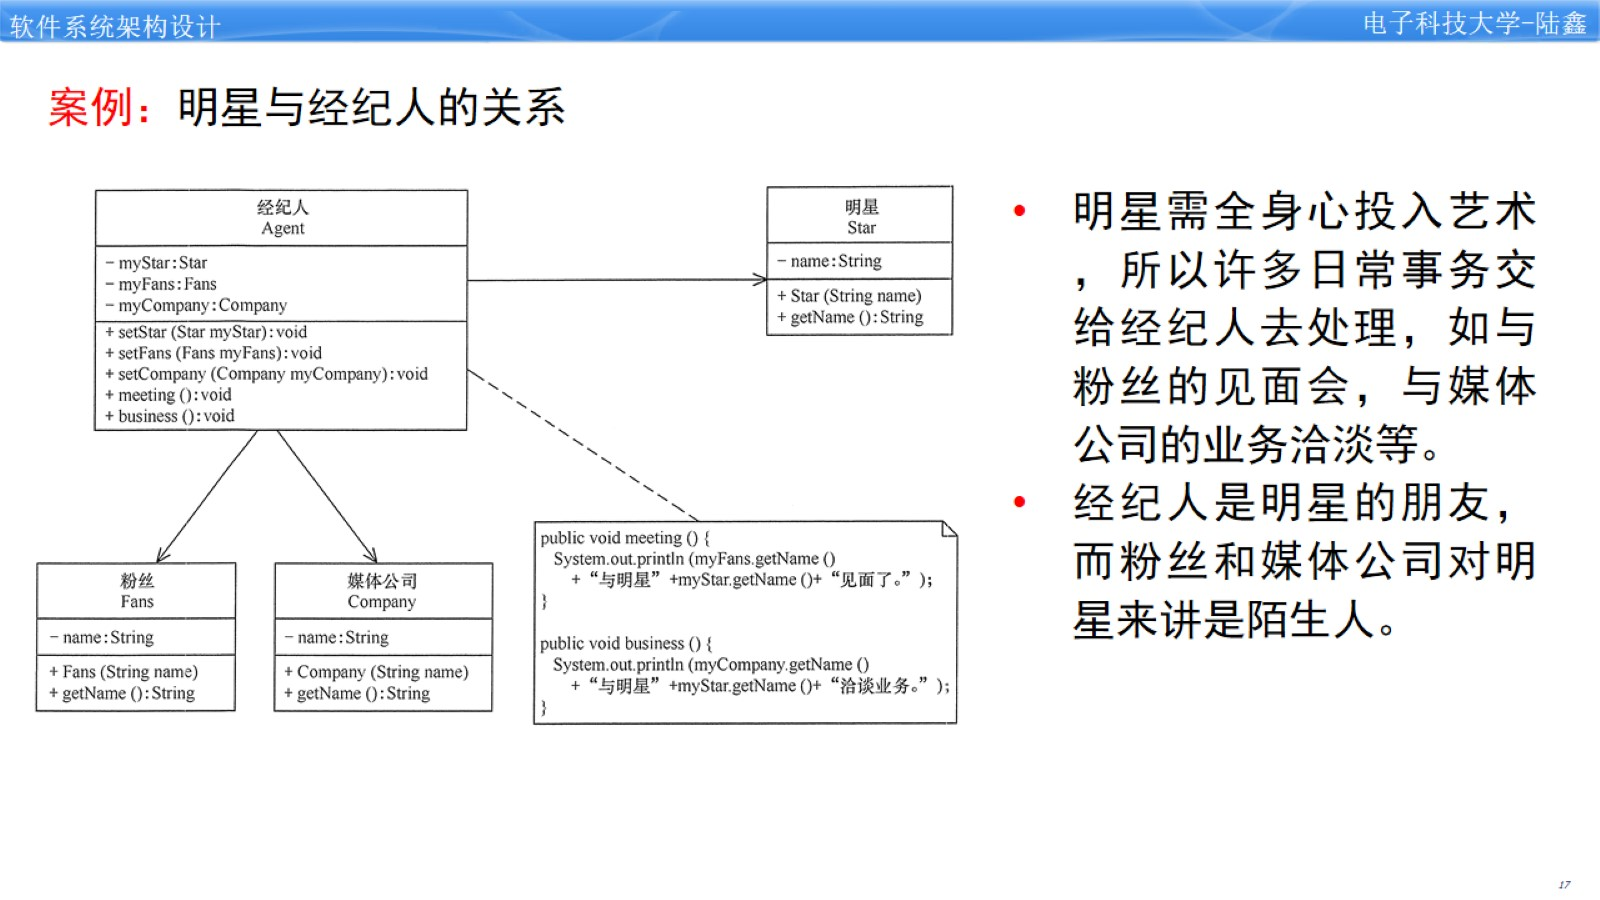 软件系统架构设计
电子科技大学-陆鑫
案例：明星与经纪人的关系
经纪人
Agent
- myStar:Star
- myFans:Fans
- myCompany:Company
+ setStar (Star myStar):void
+ setFans (Fans myFans):void
+ setCompany (Company myCompany):void
+ meeting ():void
+ business ():void
明星
Star
- name:String
+ Star (String name)
+ getName ():String
粉丝
Fans
- name:String
+ Fans (String name)
+ getName ():String
媒体公司
Company
- name:String
+ Company (String name)
+ getName ():String
public void meeting () {
System.out.println (myFans.getName ()
+ “与明星” +myStar.getName ()+ “见面了。” );
}
public void business () {
System.out.println (myCompany.getName ()
+ “与明星” +myStar.getName ()+ “洽谈业务。” );
}
• 明星需全身心投入艺术
，所以许多日常事务交
给经纪人去处理，如与
粉丝的见面会，与媒体
公司的业务洽淡等。
• 经纪人是明星的朋友，
而粉丝和媒体公司对明
星来讲是陌生人。
17